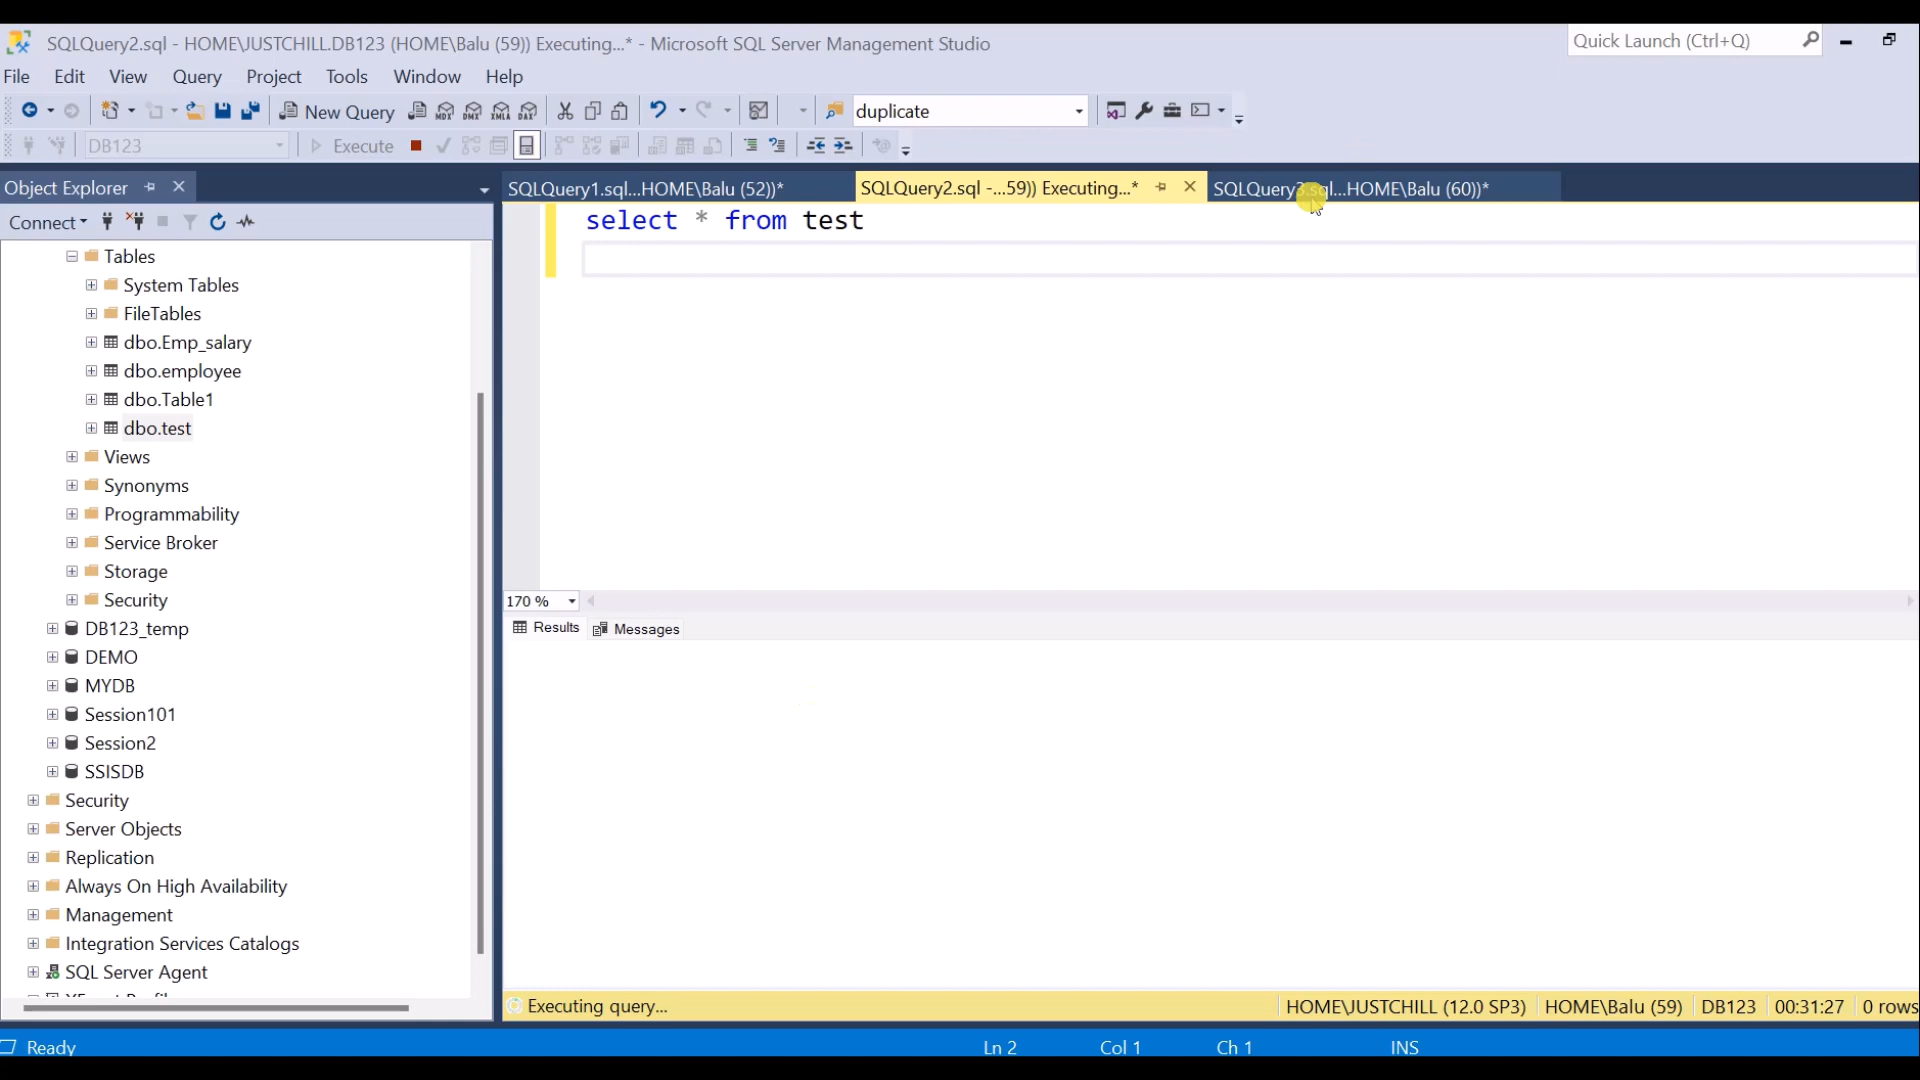 SQLQuery2.sql - HOME\JUSTCHILL.DB123 (HOME\Balu (59)) Executing...* - Microsoft SQL Server Management Studio
Quick Launch (Ctrl+Q)
File Edit View Query Project Tools Window Help
New Query MDX DMX XMLA DAX duplicate
DB123 Execute
Object Explorer
SQLQuery1.sql...HOME\Balu (52))*
SQLQuery2.sql -...59)) Executing...*
SQLQuery3.sql...HOME\Balu (60))*
Connect
Tables
System Tables
FileTables
dbo.Emp_salary
dbo.employee
dbo.Table1
dbo.test
Views
Synonyms
Programmability
Service Broker
Storage
Security
DB123_temp
DEMO
MYDB
Session101
Session2
SSISDB
Security
Server Objects
Replication
Always On High Availability
Management
Integration Services Catalogs
SQL Server Agent
select * from test
170 %
Results Messages
Executing query... HOME\JUSTCHILL (12.0 SP3) HOME\Balu (59) DB123 00:31:27 0 rows
Ready Ln 2 Col 1 Ch 1 INS